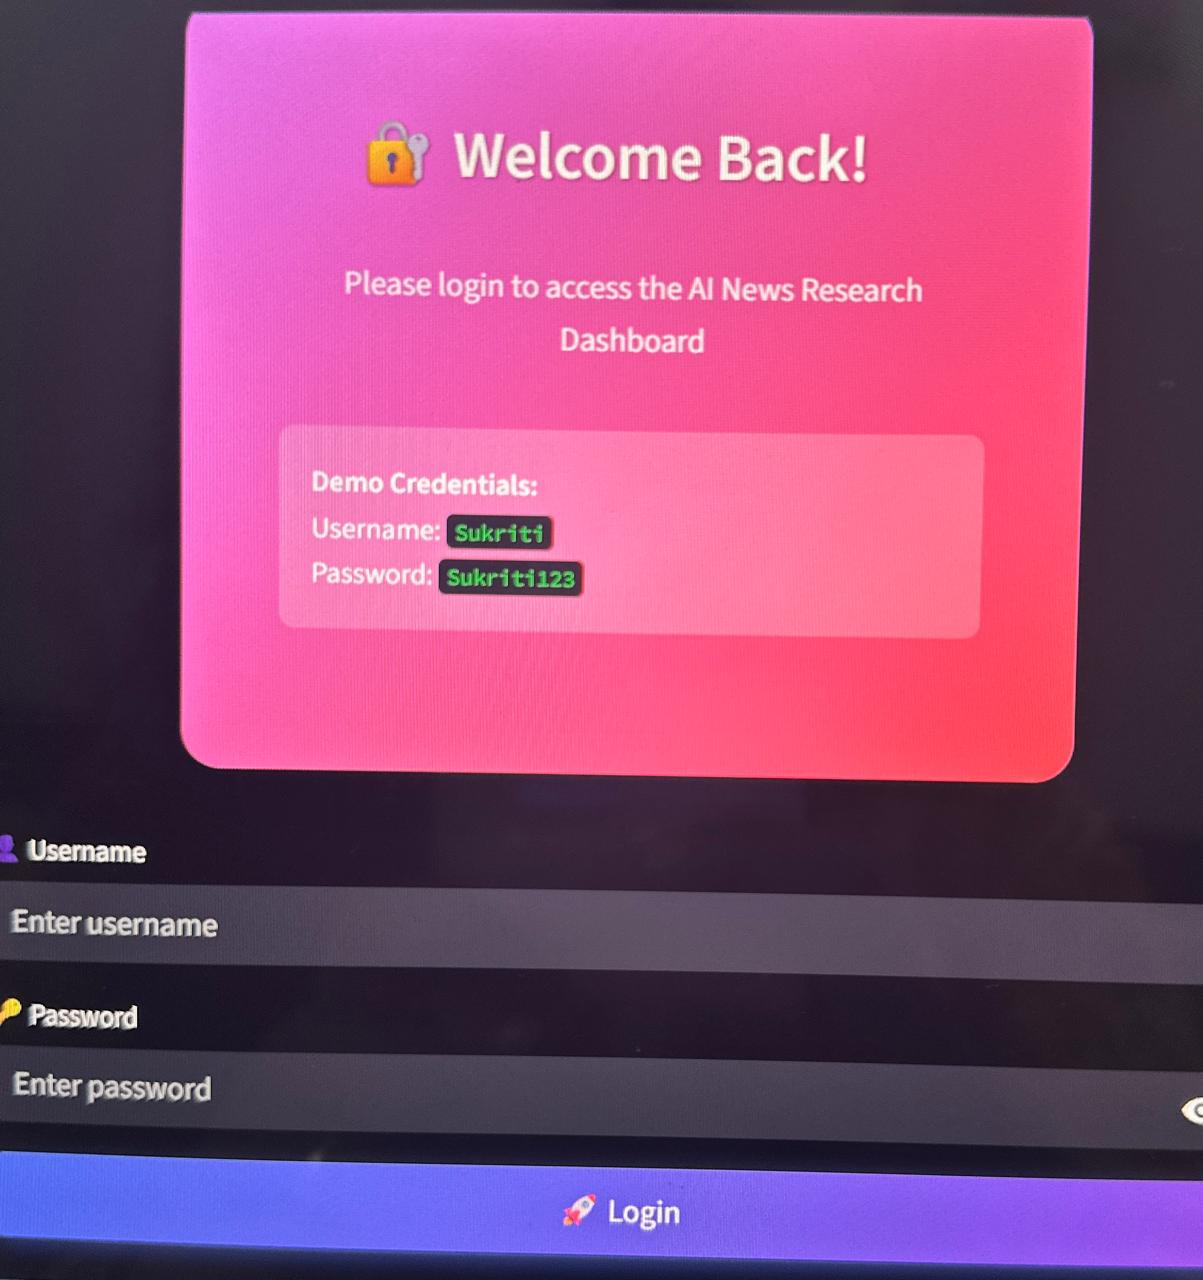 Welcome Back!
Please login to access the AI News Research
Dashboard
Demo Credentials:
Username: Sukriti
Password: Sukriti123
Username
Enter username
Password
Enter password
Login